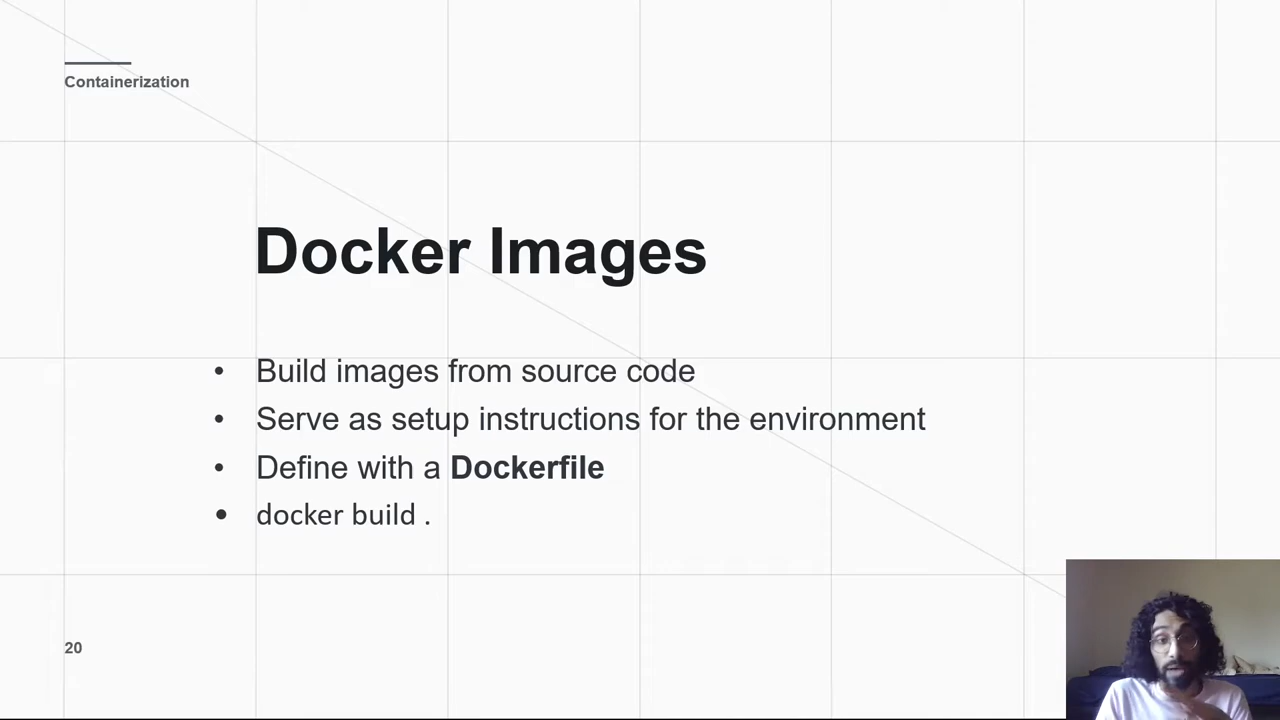 Containerization
Docker Images
• Build images from source code
• Serve as setup instructions for the environment
• Define with a Dockerfile
• docker build .
20